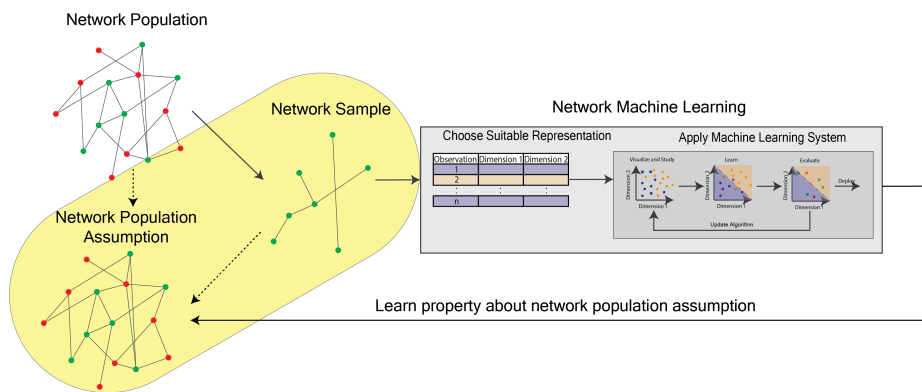 Network Population
Network Sample
Network Population
Assumption
Network Machine Learning
Choose Suitable Representation
Observation Dimension 1 Dimension 2
1
2
: : :
n
Apply Machine Learning System
Visualize and Study
Dimension 2
Dimension 1
Learn
Dimension 2
Dimension 1
Evaluate
Dimension 2
Dimension 1
Deploy
Update Algorithm
Learn property about network population assumption